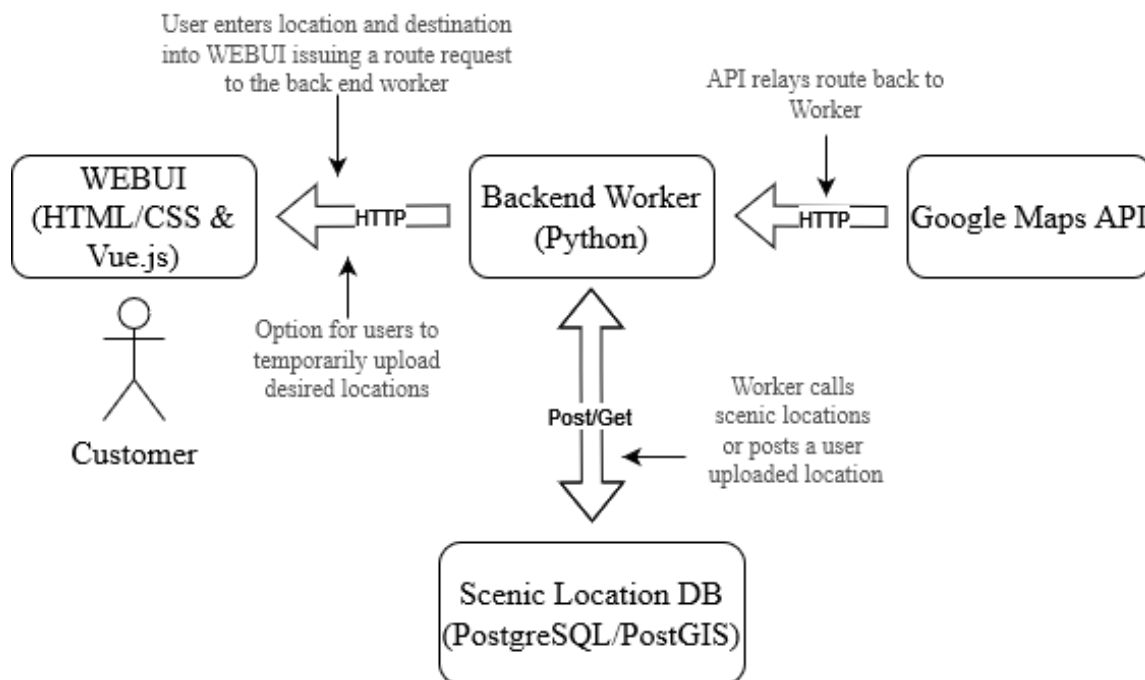 User enters location and destination
into WEBUI issuing a route request
to the back end worker
API relays route back to
Worker
WEBUI
(HTML/CSS &
Vue.js)
HTTP
Backend Worker
(Python)
HTTP
Google Maps API
Option for users to
temporarily upload
desired locations
Customer
Post/Get
Worker calls
scenic locations
or posts a user
uploaded location
Scenic Location DB
(PostgreSQL/PostGIS)